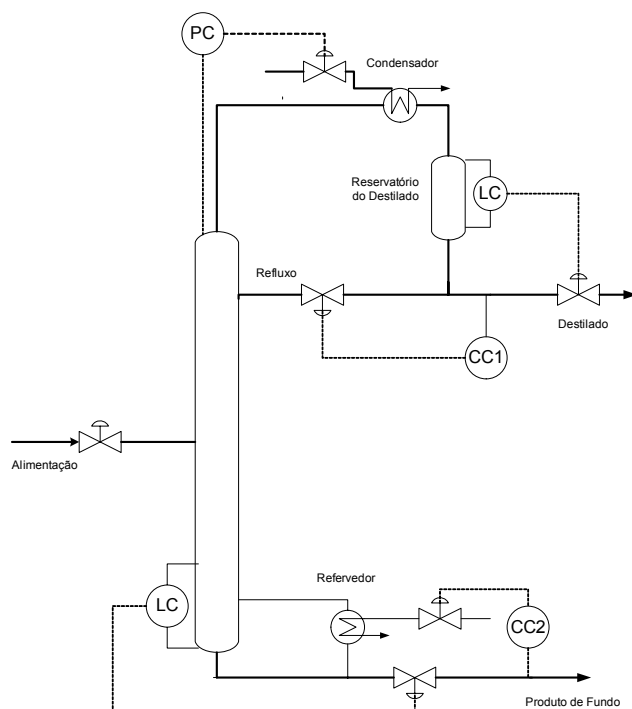 PC
Condensador
Reservatório
do Destilado
LC
Refluxo
Destilado
CC1
Alimentação
Refervedor
LC
CC2
Produto de Fundo